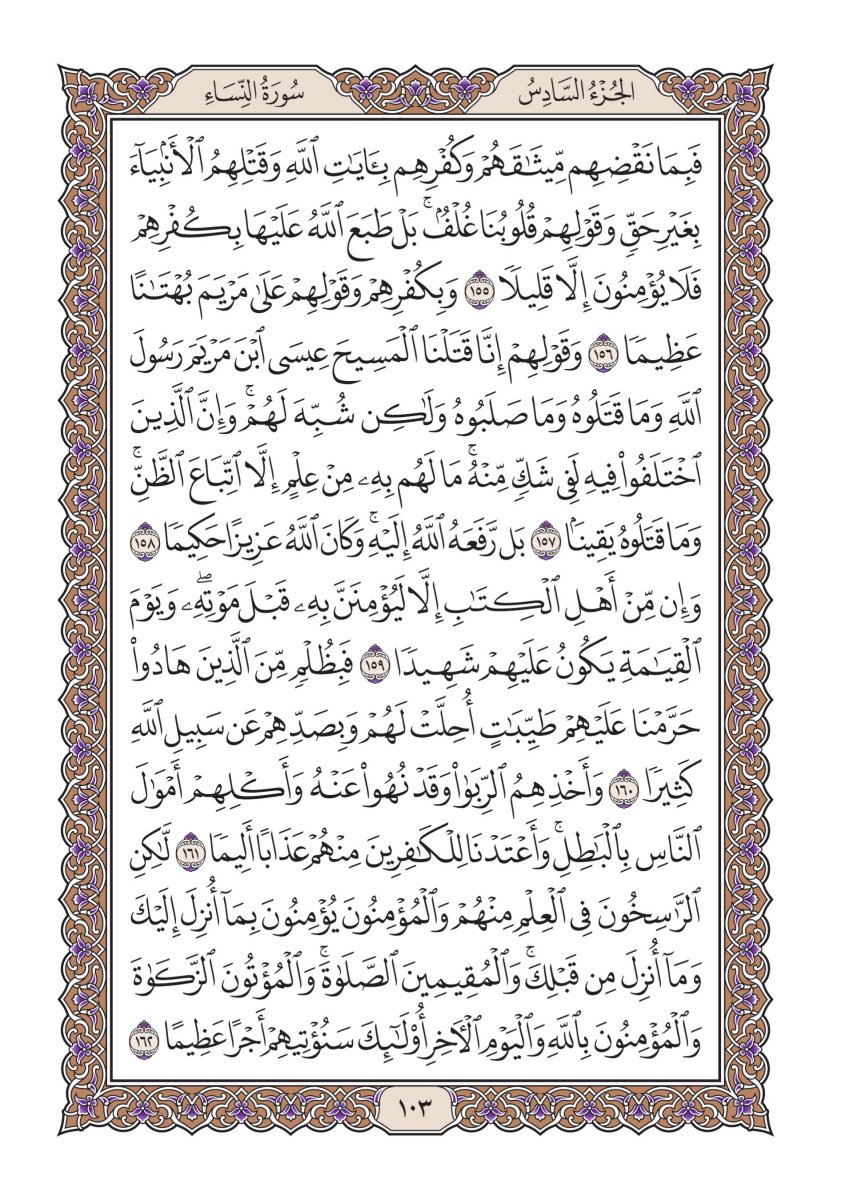 الجُزْءُ السَّادِسُ
سُورَةُ النِّسَاءِ
فَبِمَا نَقْضِهِم مِّيثَٰقَهُمْ وَكُفْرِهِم بِـَٔايَٰتِ ٱللَّهِ وَقَتْلِهِمُ ٱلْأَنۢبِيَآءَ
بِغَيْرِ حَقٍّ وَقَوْلِهِمْ قُلُوبُنَا غُلْفٌۢ ۚ بَلْ طَبَعَ ٱللَّهُ عَلَيْهَا بِكُفْرِهِمْ
فَلَا يُؤْمِنُونَ إِلَّا قَلِيلًا ١٥٥ وَبِكُفْرِهِمْ وَقَوْلِهِمْ عَلَىٰ مَرْيَمَ بُهْتَٰنًا
عَظِيمًا ١٥٦ وَقَوْلِهِمْ إِنَّا قَتَلْنَا ٱلْمَسِيحَ عِيسَى ٱبْنَ مَرْيَمَ رَسُولَ
ٱللَّهِ وَمَا قَتَلُوهُ وَمَا صَلَبُوهُ وَلَٰكِن شُبِّهَ لَهُمْ ۚ وَإِنَّ ٱلَّذِينَ
ٱخْتَلَفُوا۟ فِيهِ لَفِى شَكٍّ مِّنْهُ ۚ مَا لَهُم بِهِۦ مِنْ عِلْمٍ إِلَّا ٱتِّبَاعَ ٱلظَّنِّ ۚ
وَمَا قَتَلُوهُ يَقِينًۢا ١٥٧ بَل رَّفَعَهُ ٱللَّهُ إِلَيْهِ ۚ وَكَانَ ٱللَّهُ عَزِيزًا حَكِيمًا ١٥٨
وَإِن مِّنْ أَهْلِ ٱلْكِتَٰبِ إِلَّا لَيُؤْمِنَنَّ بِهِۦ قَبْلَ مَوْتِهِۦ ۖ وَيَوْمَ
ٱلْقِيَٰمَةِ يَكُونُ عَلَيْهِمْ شَهِيدًا ١٥٩ فَبِظُلْمٍ مِّنَ ٱلَّذِينَ هَادُوا۟
حَرَّمْنَا عَلَيْهِمْ طَيِّبَٰتٍ أُحِلَّتْ لَهُمْ وَبِصَدِّهِمْ عَن سَبِيلِ ٱللَّهِ
كَثِيرًا ١٦٠ وَأَخْذِهِمُ ٱلرِّبَوٰا۟ وَقَدْ نُهُوا۟ عَنْهُ وَأَكْلِهِمْ أَمْوَٰلَ
ٱلنَّاسِ بِٱلْبَٰطِلِ ۚ وَأَعْتَدْنَا لِلْكَٰفِرِينَ مِنْهُمْ عَذَابًا أَلِيمًا ١٦١ لَّٰكِنِ
ٱلرَّٰسِخُونَ فِى ٱلْعِلْمِ مِنْهُمْ وَٱلْمُؤْمِنُونَ يُؤْمِنُونَ بِمَآ أُنزِلَ إِلَيْكَ
وَمَآ أُنزِلَ مِن قَبْلِكَ ۚ وَٱلْمُقِيمِينَ ٱلصَّلَوٰةَ ۚ وَٱلْمُؤْتُونَ ٱلزَّكَوٰةَ
وَٱلْمُؤْمِنُونَ بِٱللَّهِ وَٱلْيَوْمِ ٱلْـَٔاخِرِ أُو۟لَٰٓئِكَ سَنُؤْتِيهِمْ أَجْرًا عَظِيمًا ١٦٢
١٠٣